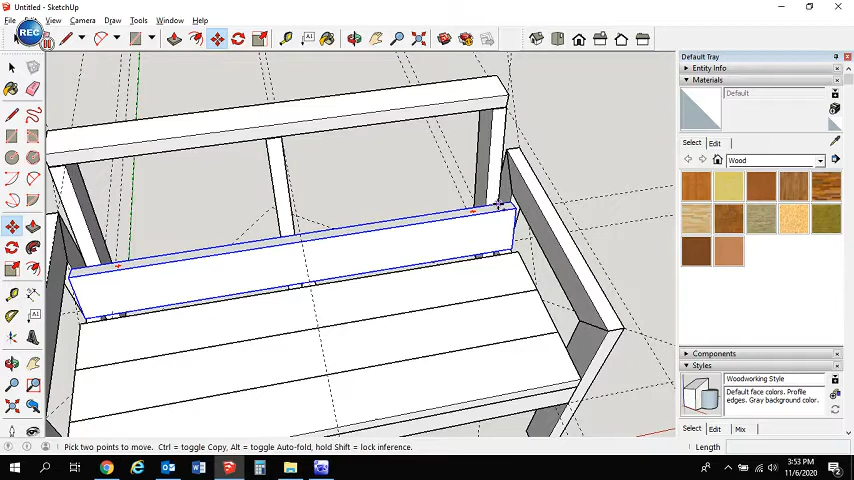 Untitled - SketchUp
REC
View Camera Draw Tools Window Help
Default Tray
Entity Info
Materials
Default
Select Edit
Wood
Components
Styles
Woodworking Style
Default face colors. Profile
edges. Gray background color.
Select Edit Mix
Pick two points to move. Ctrl = toggle Copy, Alt = toggle Auto-fold, hold Shift = lock inference.
Length
3:53 PM
11/6/2020